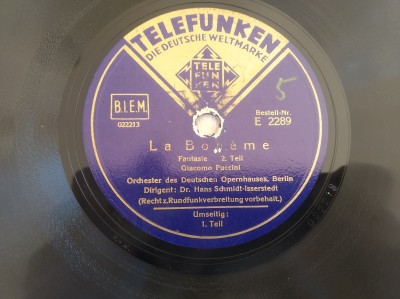 TELEFUNKEN
DIE DEUTSCHE WELTMARKE
TELE
FUN
KEN
5
B.I.E.M.
022213
Bestell-Nr.
E 2289
La Bohème
Fantasie 2. Teil
Giacomo Puccini
Orchester des Deutschen Opernhauses, Berlin
Dirigent: Dr. Hans Schmidt-Isserstedt
(Recht z. Rundfunkverbreitung vorbehalt.)
Umseitig:
1. Teil